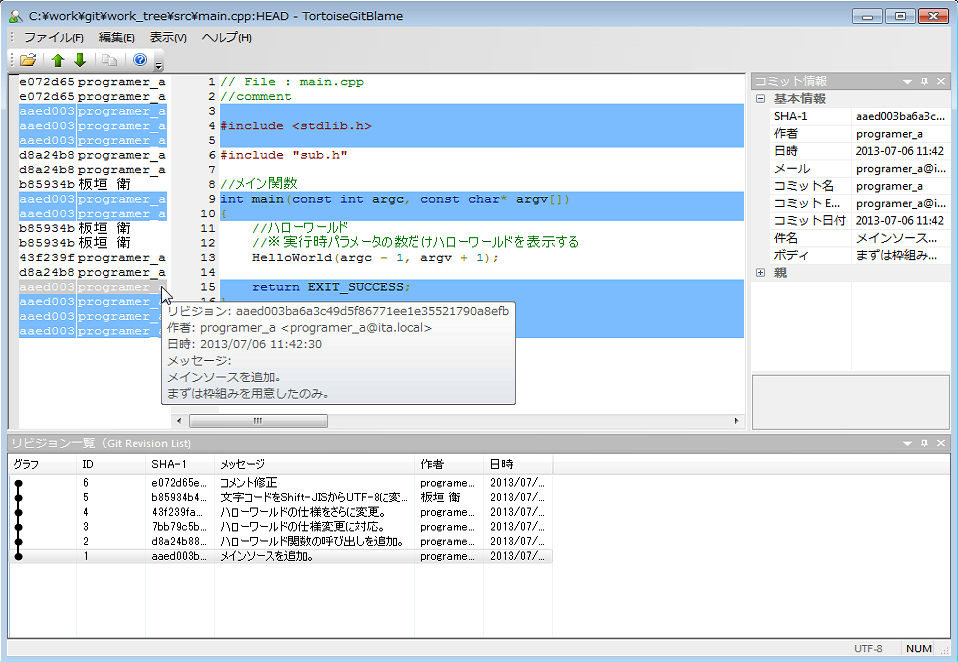 C:¥work¥git¥work_tree¥src¥main.cpp:HEAD - TortoiseGitBlame
ファイル(F) 編集(E) 表示(V) ヘルプ(H)
e072d65 programer_a 1 // File : main.cpp
e072d65 programer_a 2 //comment
aaed003 programer_a 3
aaed003 programer_a 4 #include <stdlib.h>
aaed003 programer_a 5
d8a24b8 programer_a 6 #include "sub.h"
d8a24b8 programer_a 7
b85934b 板垣 衛 8 //メイン関数
aaed003 programer_a 9 int main(const int argc, const char* argv[])
aaed003 programer_a 10 {
b85934b 板垣 衛 11 //ハローワールド
b85934b 板垣 衛 12 //※実行時パラメータの数だけハローワールドを表示する
43f239f programer_a 13 HelloWorld(argc - 1, argv + 1);
d8a24b8 programer_a 14
aaed003 programer_a 15 return EXIT_SUCCESS;
aaed003 programer_a 16
aaed003 programer_a
aaed003 programer_a
リビジョン: aaed003ba6a3c49d5f86771ee1e35521790a8efb
作者: programer_a <programer_a@ita.local>
日時: 2013/07/06 11:42:30
メッセージ:
メインソースを追加。
まずは枠組みを用意したのみ。
コミット情報
基本情報
SHA-1 aaed003ba6a3c...
作者 programer_a
日時 2013-07-06 11:42
メール programer_a@i...
コミット名 programer_a
コミット E... programer_a@i...
コミット日付 2013-07-06 11:42
件名 メインソース...
ボディ まずは枠組み...
親
リビジョン一覧 (Git Revision List)
グラフ ID SHA-1 メッセージ 作者 日時
6 e072d65e... コメント修正 programe... 2013/07/...
5 b85934b4... 文字コードをShift-JISからUTF-8に変... 板垣 衛 2013/07/...
4 43f239fa... ハローワールドの仕様をさらに変更。 programe... 2013/07/...
3 7bb79c5b... ハローワールドの仕様変更に対応。 programe... 2013/07/...
2 d8a24b88... ハローワールド関数の呼び出しを追加。 programe... 2013/07/...
1 aaed003b... メインソースを追加。 programe... 2013/07/...
UTF-8 NUM